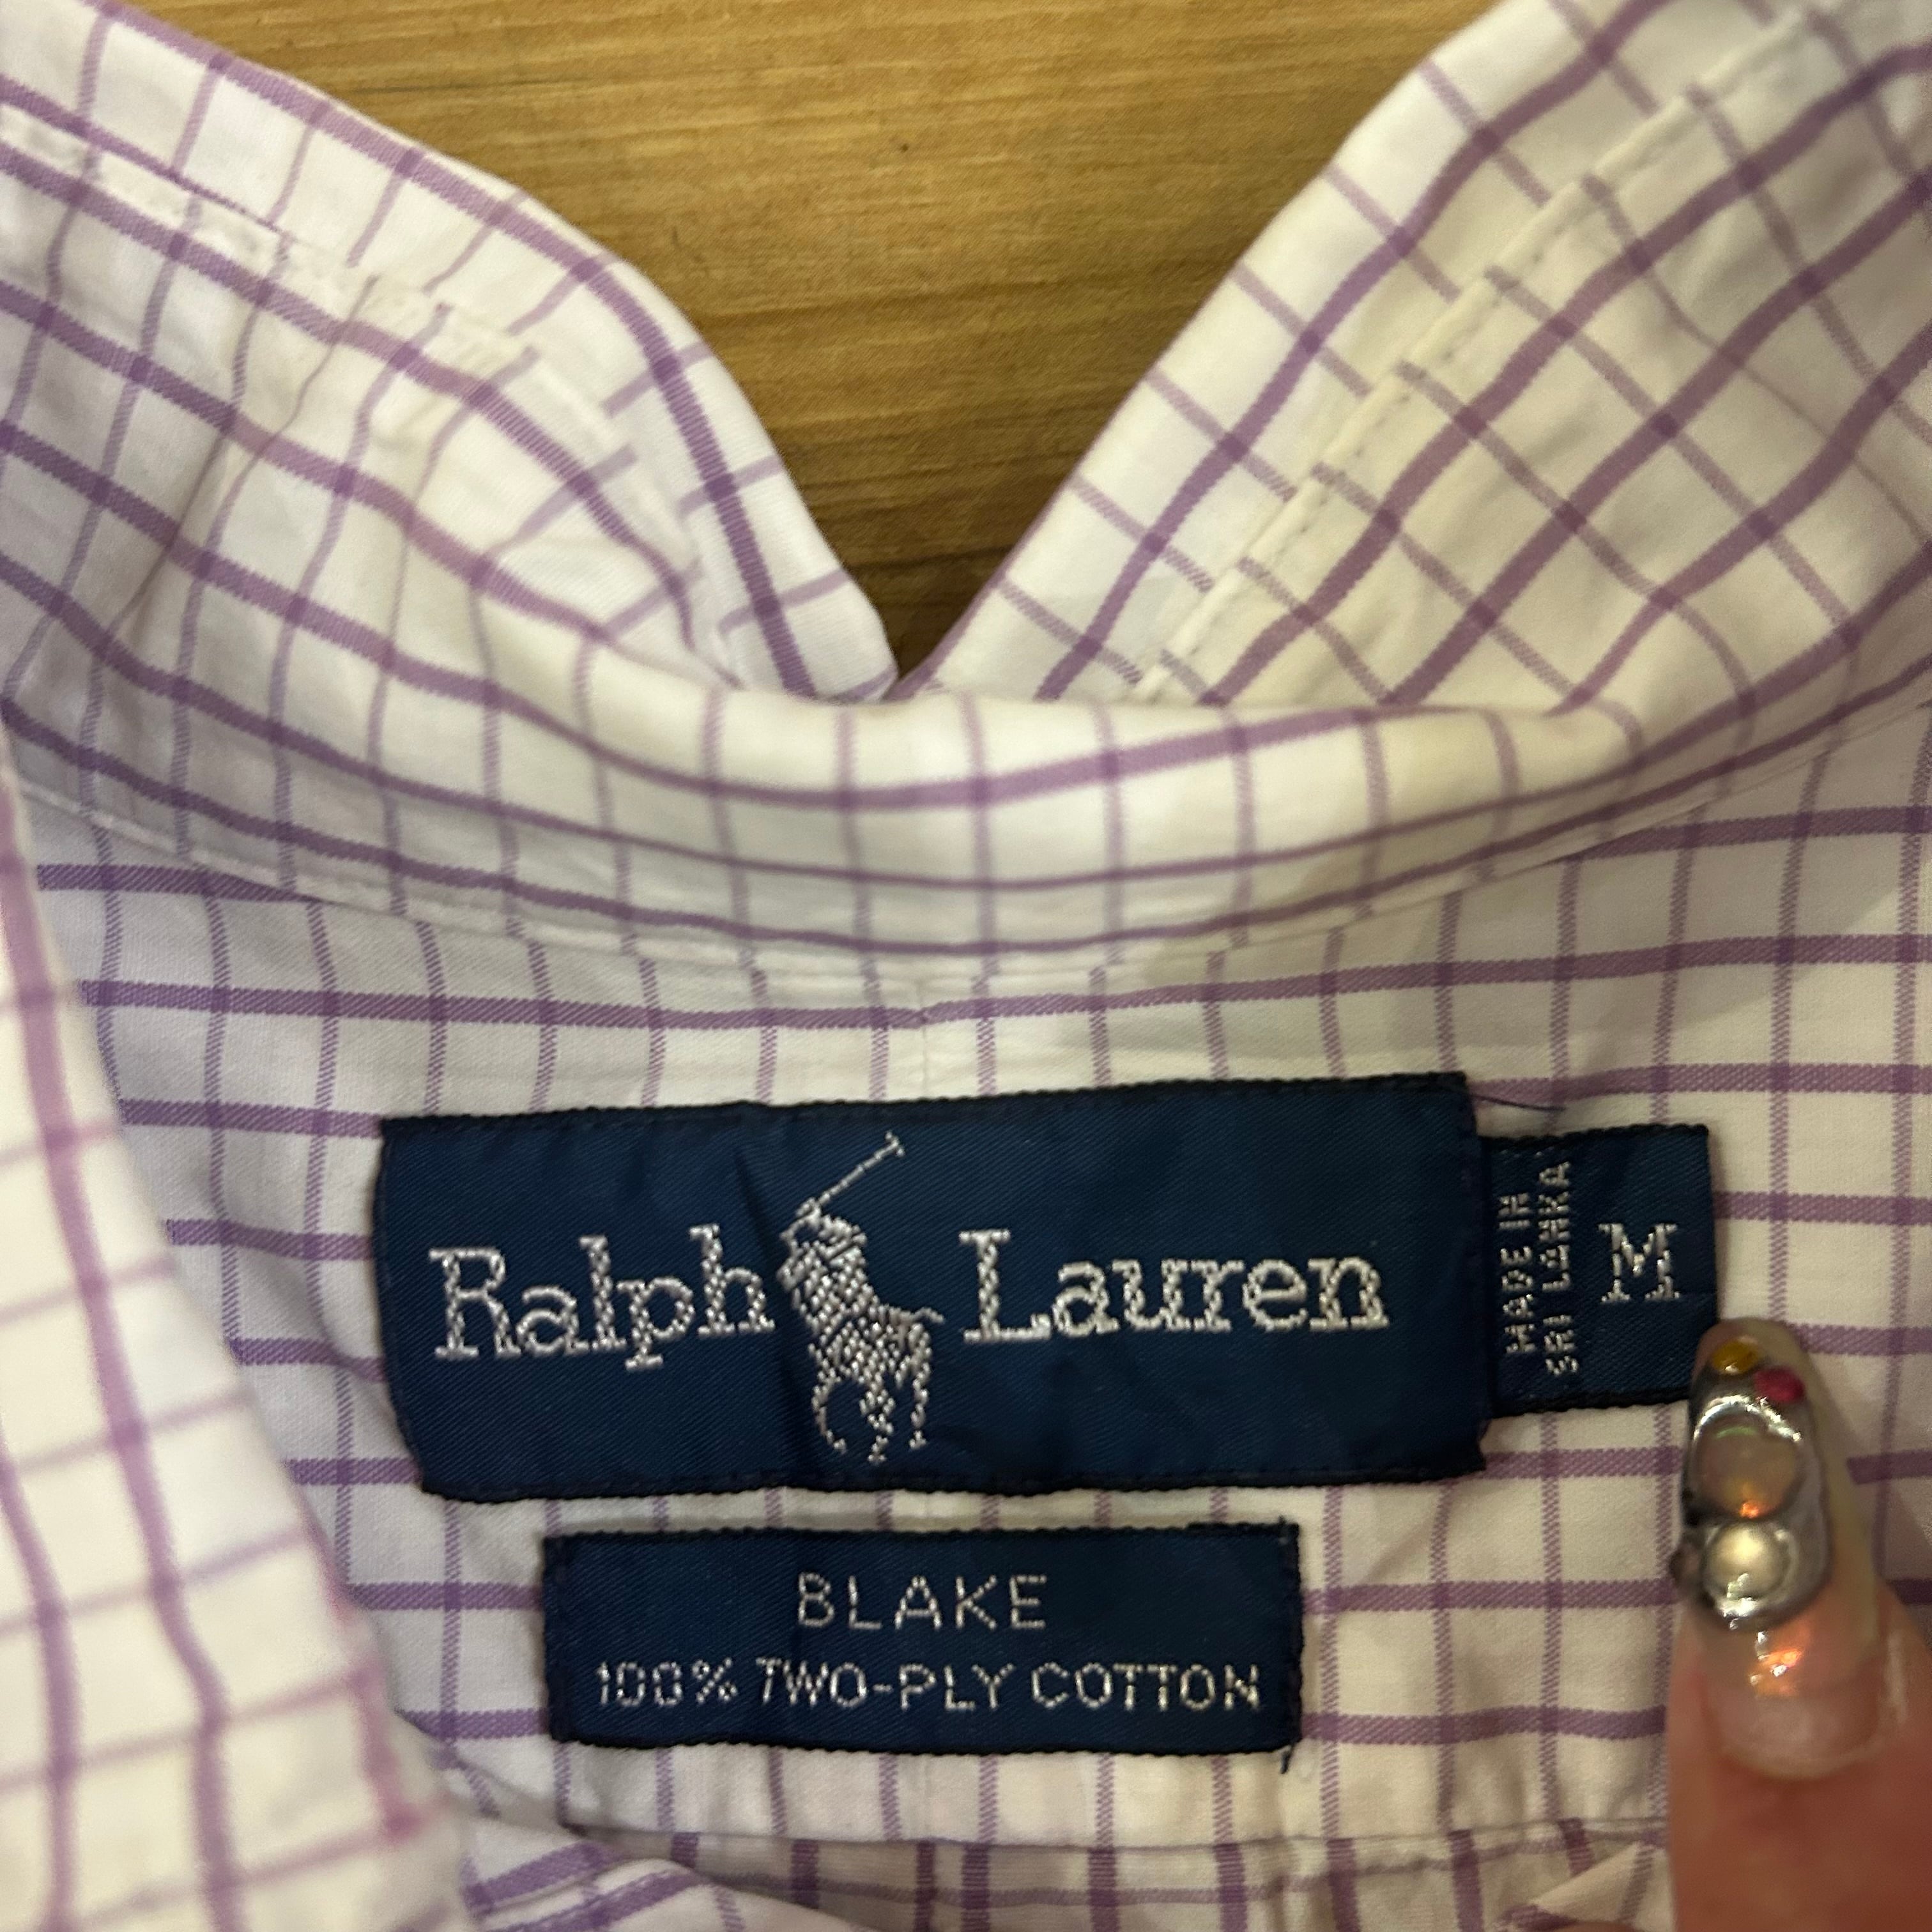 Ralph Lauren
MADE IN
SRI LANKA
M
BLAKE
100% TWO-PLY COTTON